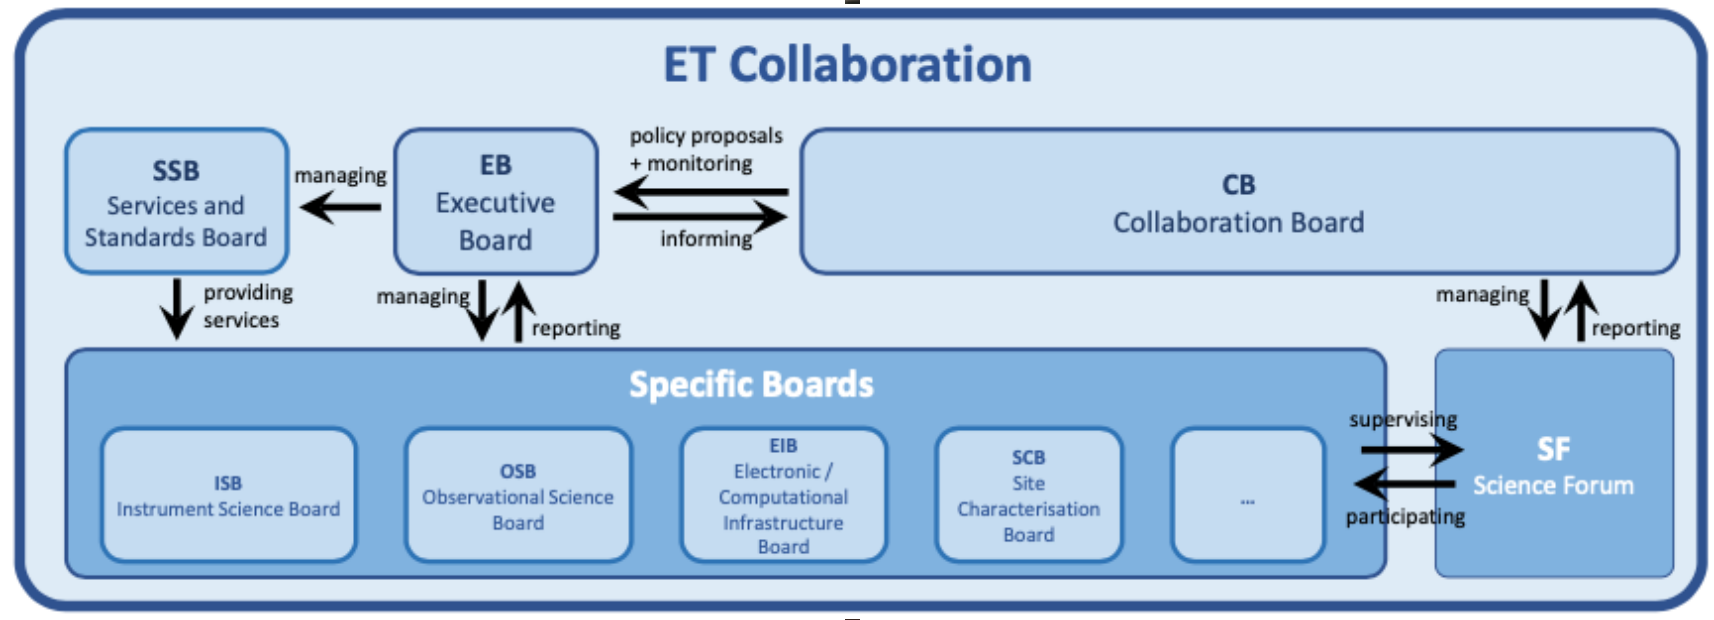 ET Collaboration
SSB
Services and
Standards Board
managing
EB
Executive
Board
policy proposals
+ monitoring
informing
CB
Collaboration Board
providing
services
managing
reporting
managing
reporting
Specific Boards
ISB
Instrument Science Board
OSB
Observational Science
Board
EIB
Electronic /
Computational
Infrastructure
Board
SCB
Site
Characterisation
Board
...
supervising
participating
SF
Science Forum